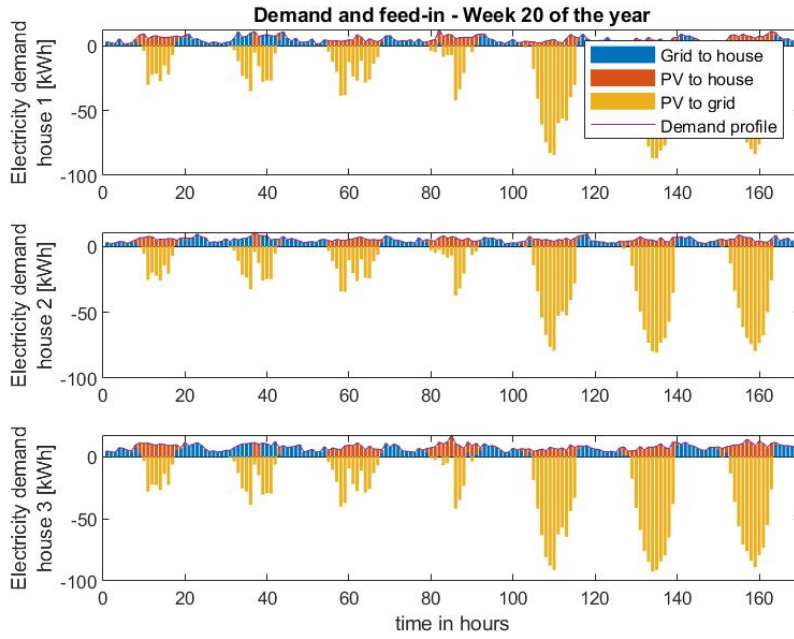 Demand and feed-in - Week 20 of the year
Electricity demand
house 1 [kWh]
0
-50
-100
0 20 40 60 80 100 120 140 160
Grid to house
PV to house
PV to grid
Demand profile
Electricity demand
house 2 [kWh]
0
-50
-100
0 20 40 60 80 100 120 140 160
Electricity demand
house 3 [kWh]
0
-50
-100
0 20 40 60 80 100 120 140 160
time in hours